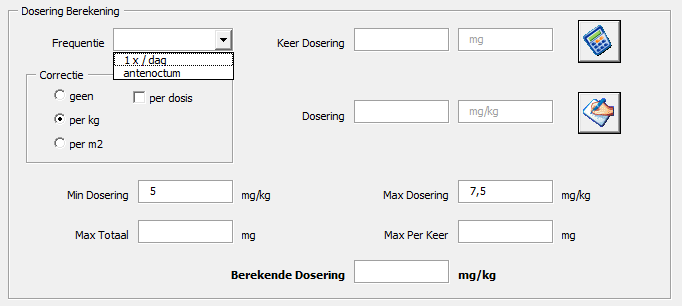 Dosering Berekening
Frequentie
Keer Dosering
mg
1 x / dag
antenoctum
Correctie
geen
per dosis
per kg
Dosering
mg/kg
per m2
Min Dosering
5
mg/kg
Max Dosering
7,5
mg/kg
Max Totaal
mg
Max Per Keer
mg
Berekende Dosering
mg/kg